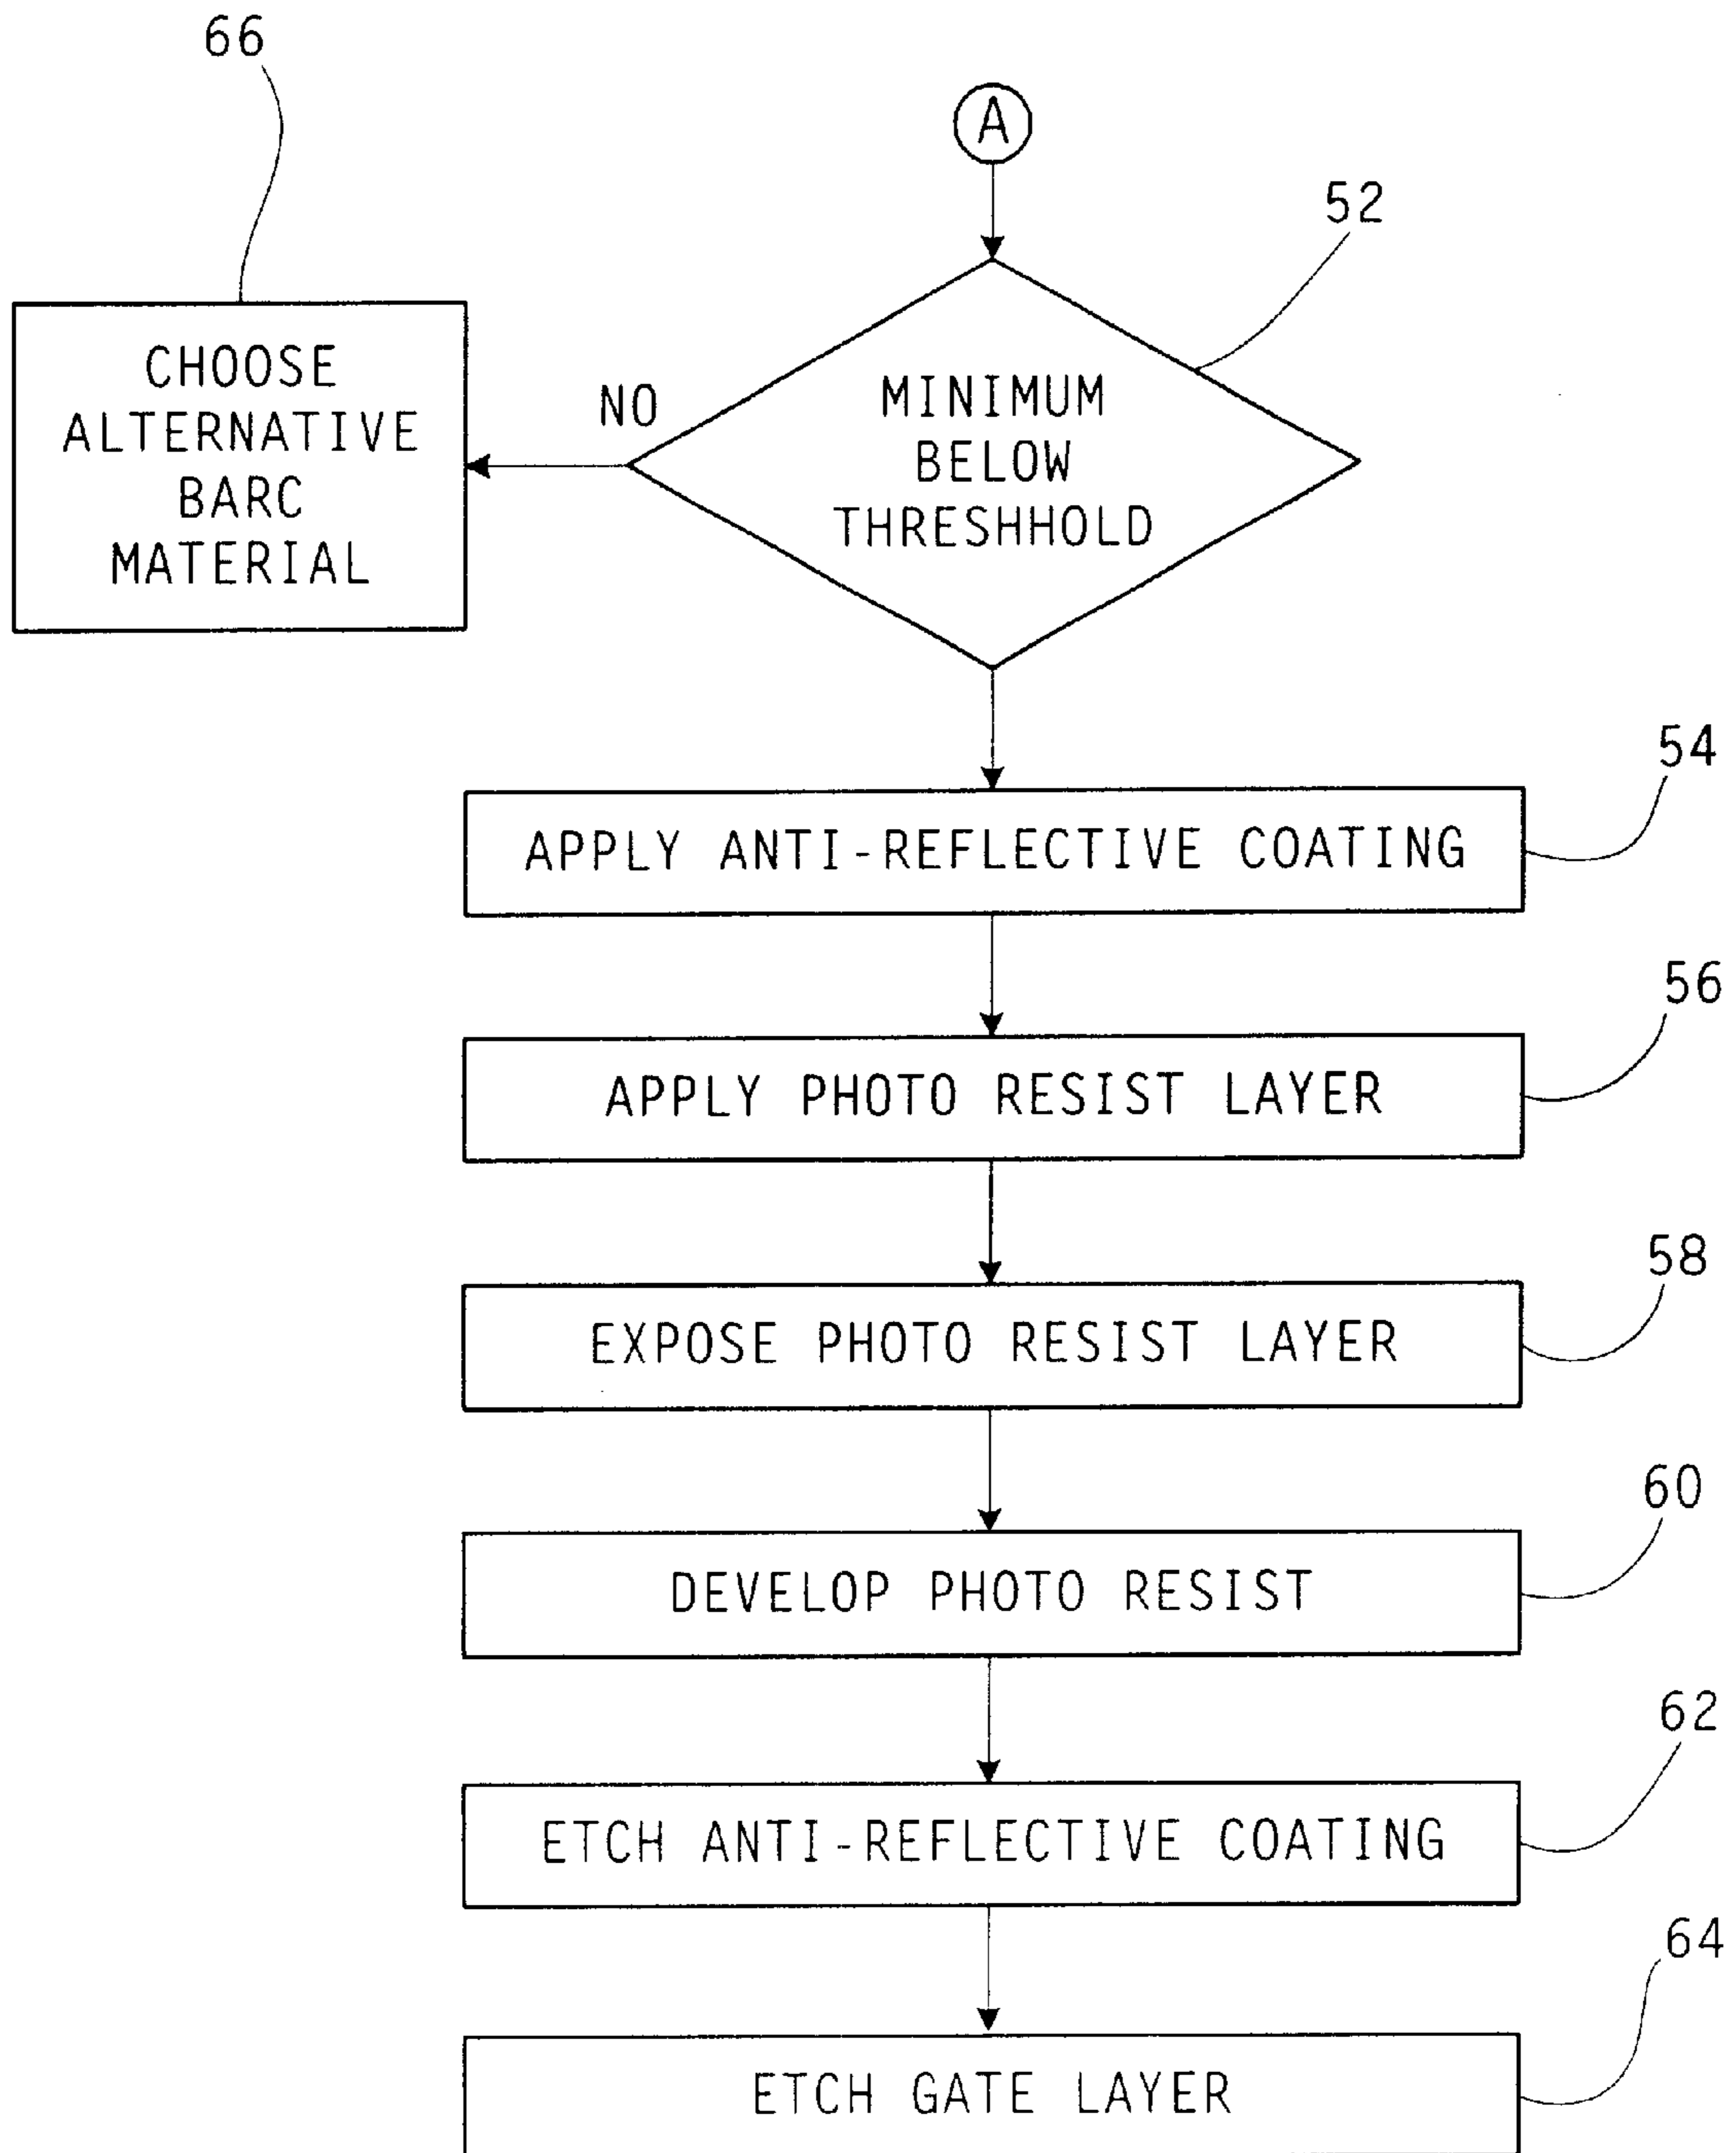 66
A
52
CHOOSE
ALTERNATIVE
BARC
MATERIAL
NO
MINIMUM
BELOW
THRESHHOLD
54
APPLY ANTI-REFLECTIVE COATING
56
APPLY PHOTO RESIST LAYER
58
EXPOSE PHOTO RESIST LAYER
60
DEVELOP PHOTO RESIST
62
ETCH ANTI-REFLECTIVE COATING
64
ETCH GATE LAYER